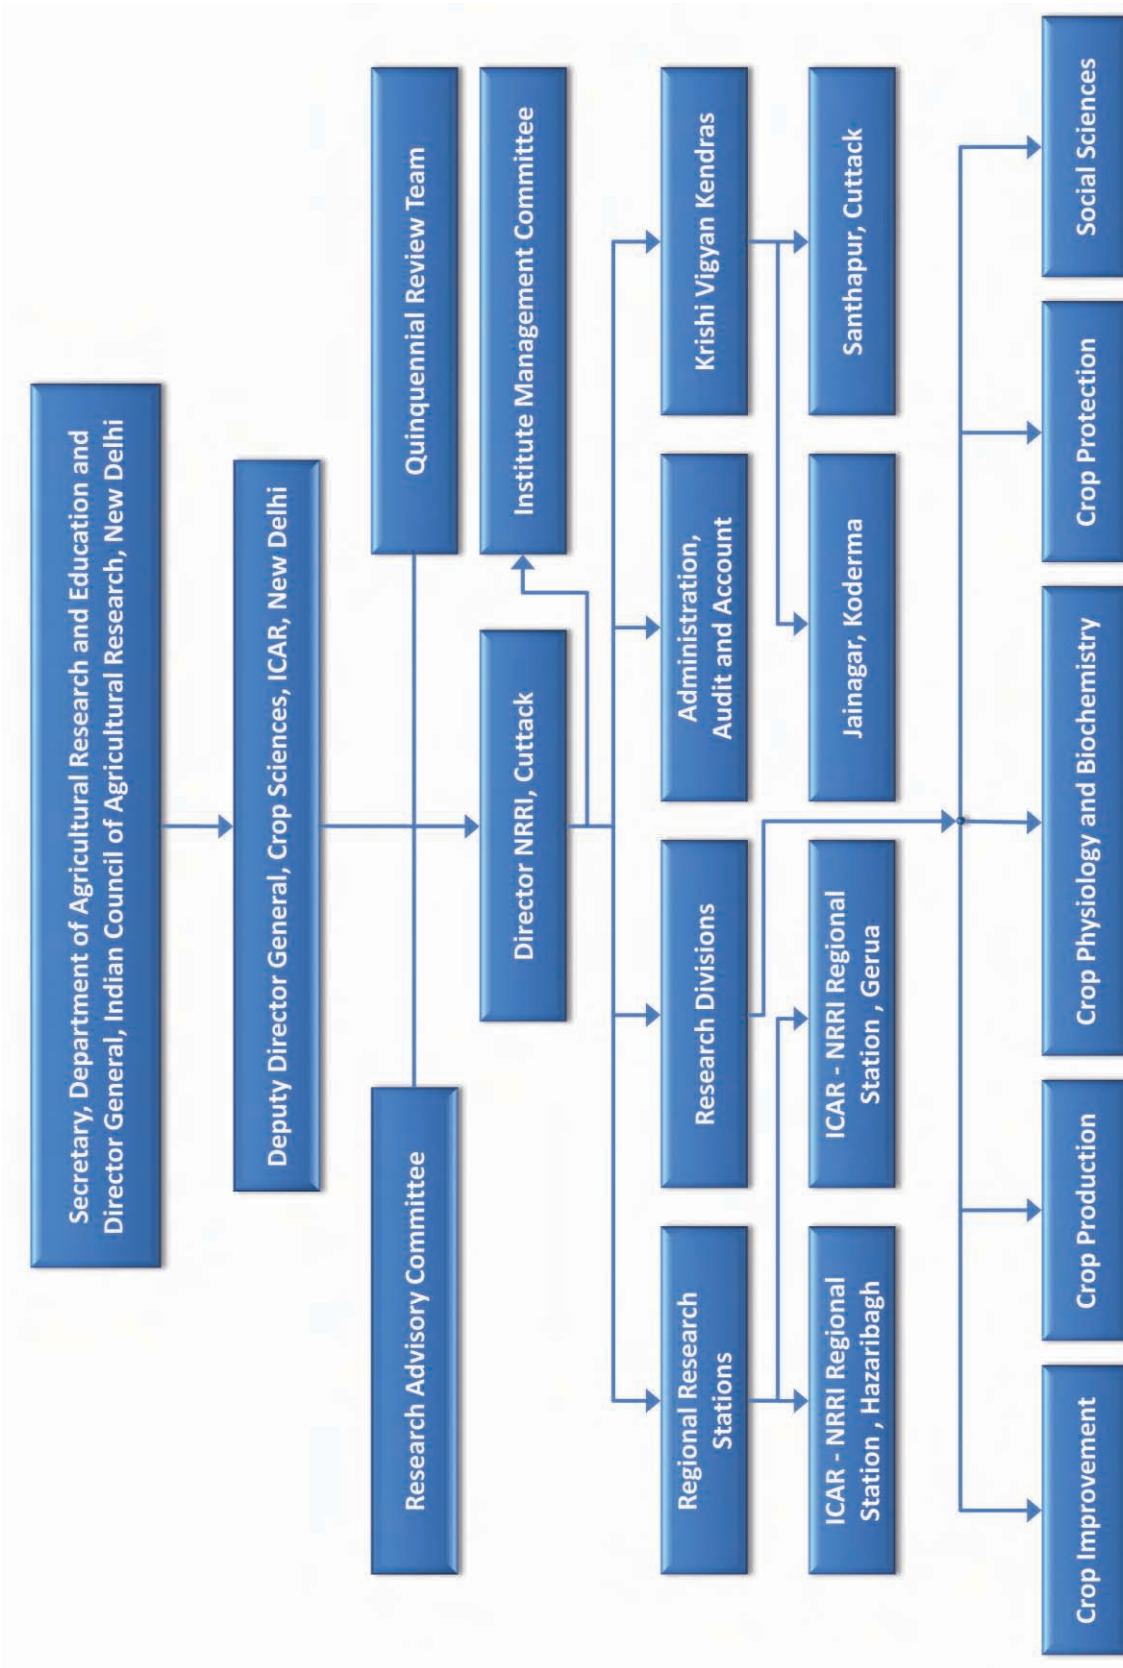 Secretary, Department of Agricultural Research and Education and
Director General, Indian Council of Agricultural Research, New Delhi
Deputy Director General, Crop Sciences, ICAR, New Delhi
Research Advisory Committee
Quinquennial Review Team
Director NRRI, Cuttack
Institute Management Committee
Regional Research
Stations
Research Divisions
Administration,
Audit and Account
Krishi Vigyan Kendras
ICAR - NRRI Regional
Station , Hazaribagh
ICAR - NRRI Regional
Station , Gerua
Jainagar, Koderma
Santhapur, Cuttack
Crop Improvement
Crop Production
Crop Physiology and Biochemistry
Crop Protection
Social Sciences